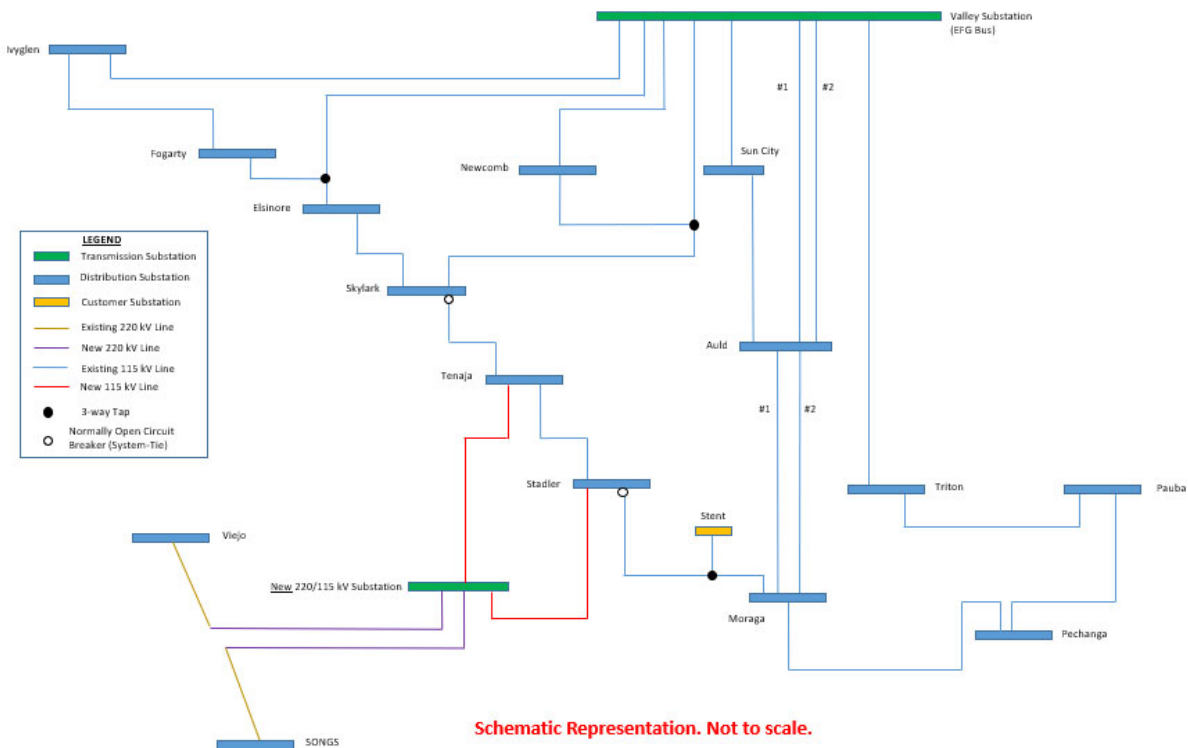 Valley Substation
(EFG Bus)
Ivyglen
#1
#2
Fogarty
Newcomb
Sun City
Elsinore
LEGEND
Transmission Substation
Distribution Substation
Customer Substation
Existing 220 kV Line
New 220 kV Line
Existing 115 kV Line
New 115 kV Line
3-way Tap
Normally Open Circuit
Breaker (System-Tie)
Skylark
Auld
Tenaja
#1
#2
Stadler
Triton
Pauba
Stent
Viejo
New 220/115 kV Substation
Moraga
Pechanga
SONGS
Schematic Representation. Not to scale.